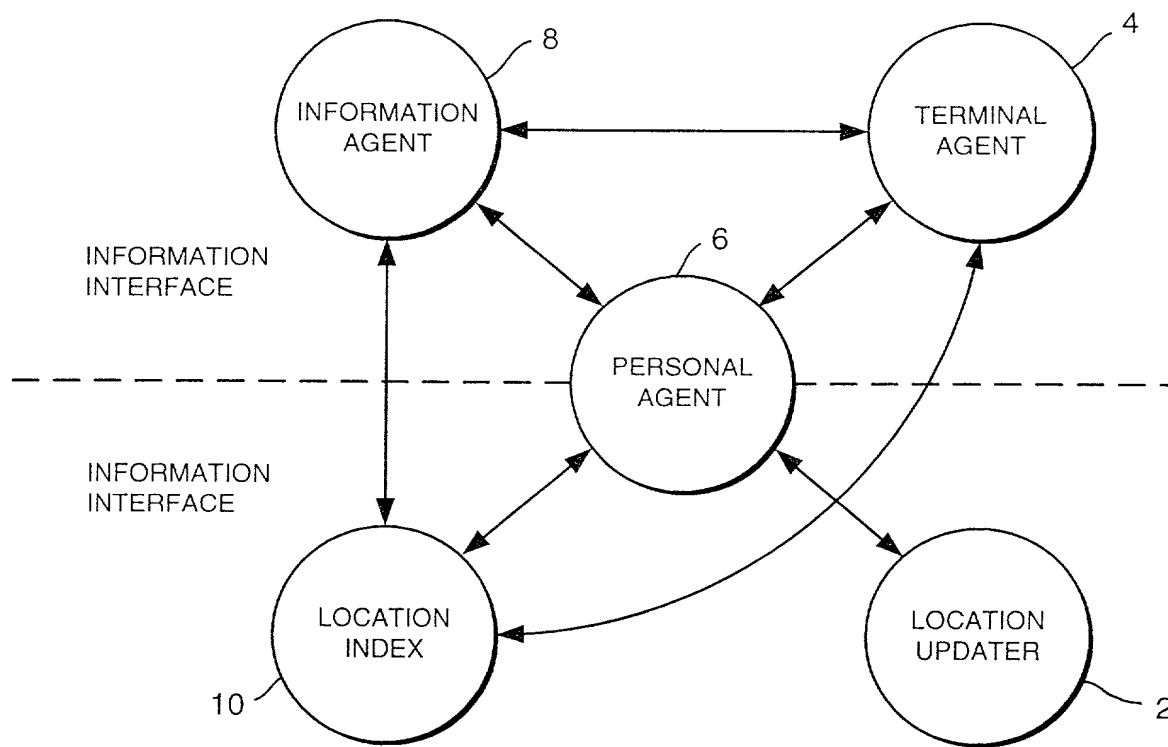 8
4
INFORMATION
AGENT
TERMINAL
AGENT
6
INFORMATION
INTERFACE
PERSONAL
AGENT
INFORMATION
INTERFACE
LOCATION
INDEX
LOCATION
UPDATER
10
2